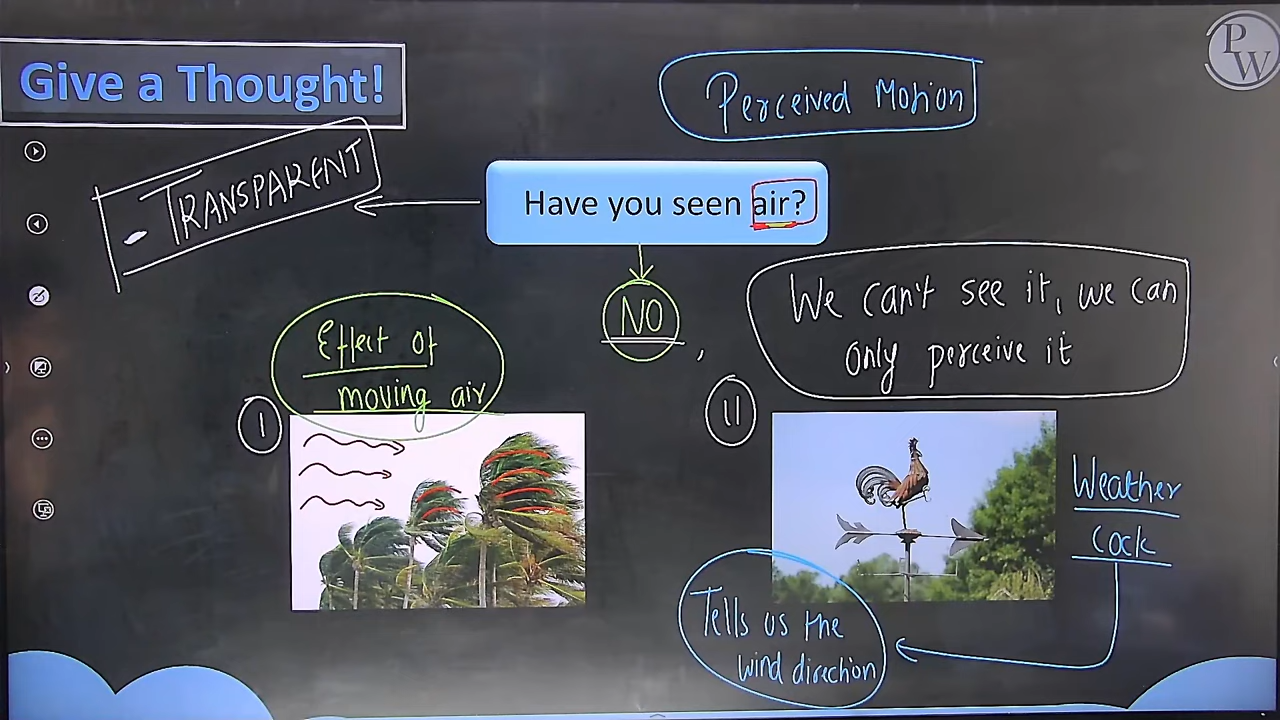 Give a Thought!
PW
Perceived Motion
- TRANSPARENT
Have you seen air?
NO,
We can't see it, we can
only perceive it
Effect of
moving air
I
II
Weather
Cock
Tells us the
wind direction